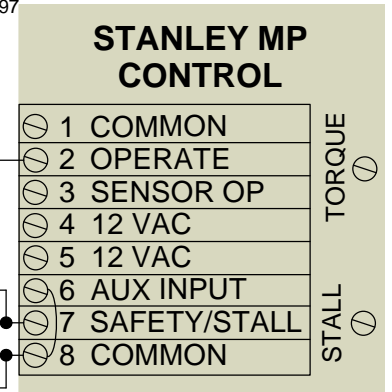 97
STANLEY MP
CONTROL
1 COMMON
2 OPERATE
3 SENSOR OP
4 12 VAC
5 12 VAC
6 AUX INPUT
7 SAFETY/STALL
8 COMMON
TORQUE
STALL